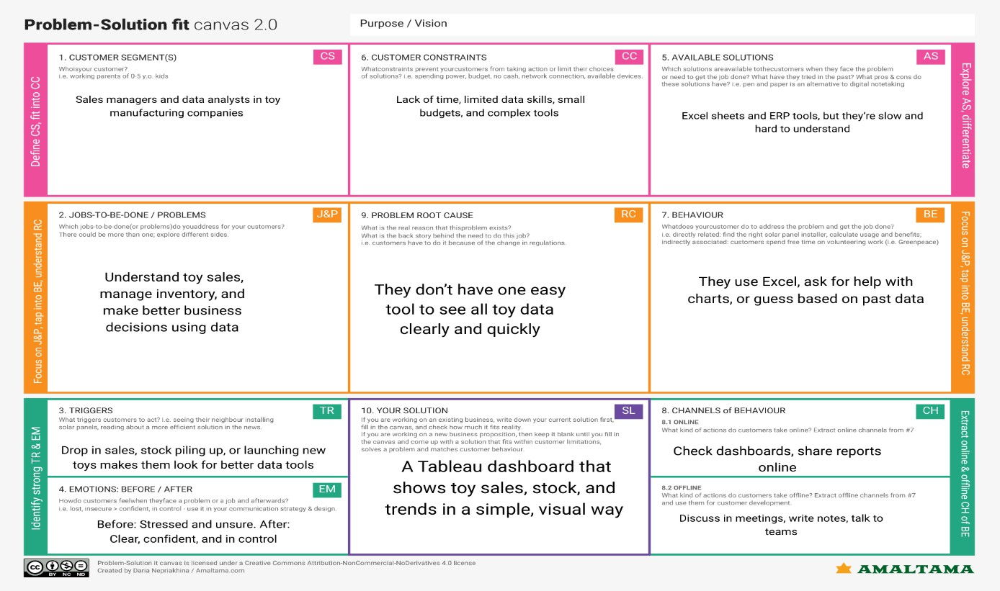 Problem-Solution fit canvas 2.0
Purpose / Vision
Define CS, fit into CC
1. CUSTOMER SEGMENT(S)
CS
Whoisyour customer?
i.e. working parents of 0-5 y.o. kids
Sales managers and data analysts in toy
manufacturing companies
6. CUSTOMER CONSTRAINTS
CC
Whatconstraints prevent yourcustomers from taking action or limit their choices
of solutions? i.e. spending power, budget, no cash, network connection, available devices.
Lack of time, limited data skills, small
budgets, and complex tools
5. AVAILABLE SOLUTIONS
AS
Which solutions areavailable tothecustomers when they face the problem
or need to get the job done? What have they tried in the past? What pros & cons do
these solutions have? i.e. pen and paper is an alternative to digital notetaking
Excel sheets and ERP tools, but they’re slow and
hard to understand
Explore AS, differentiate
Focus on J&P, tap into BE, understand RC
2. JOBS-TO-BE-DONE / PROBLEMS
J&P
Which jobs-to-be-done(or problems)do youaddress for your customers?
There could be more than one; explore different sides.
Understand toy sales,
manage inventory, and
make better business
decisions using data
9. PROBLEM ROOT CAUSE
RC
What is the real reason that thisproblem exists?
What is the back story behind the need to do this job?
i.e. customers have to do it because of the change in regulations.
They don’t have one easy
tool to see all toy data
clearly and quickly
7. BEHAVIOUR
BE
Whatdoes yourcustomer do to address the problem and get the job done?
i.e. directly related: find the right solar panel installer, calculate usage and benefits;
indirectly associated: customers spend free time on volunteering work (i.e. Greenpeace)
They use Excel, ask for help with
charts, or guess based on past data
Focus on J&P, tap into BE, understand RC
Identify strong TR & EM
3. TRIGGERS
TR
What triggers customers to act? i.e. seeing their neighbour installing
solar panels, reading about a more efficient solution in the news.
Drop in sales, stock piling up, or launching new
toys makes them look for better data tools
4. EMOTIONS: BEFORE / AFTER
EM
Howdo customers feelwhen theyface a problem or a job and afterwards?
i.e. lost, insecure > confident, in control - use it in your communication strategy & design.
Before: Stressed and unsure. After:
Clear, confident, and in control
10. YOUR SOLUTION
SL
If you are working on an existing business, write down your current solution first,
fill in the canvas, and check how much it fits reality.
If you are working on a new business proposition, then keep it blank until you fill in
the canvas and come up with a solution that fits within customer limitations,
solves a problem and matches customer behaviour.
A Tableau dashboard that
shows toy sales, stock, and
trends in a simple, visual way
8. CHANNELS of BEHAVIOUR
CH
8.1 ONLINE
What kind of actions do customers take online? Extract online channels from #7
Check dashboards, share reports
online
8.2 OFFLINE
What kind of actions do customers take offline? Extract offline channels from #7
and use them for customer development.
Discuss in meetings, write notes, talk to
teams
Extract online & offline CH of BE
cc BY NC ND
Problem-Solution it canvas is licensed under a Creative Commons Attribution-NonCommercial-NoDerivatives 4.0 license
Created by Daria Nepriakhina / Amaltama.com
AMALTAMA